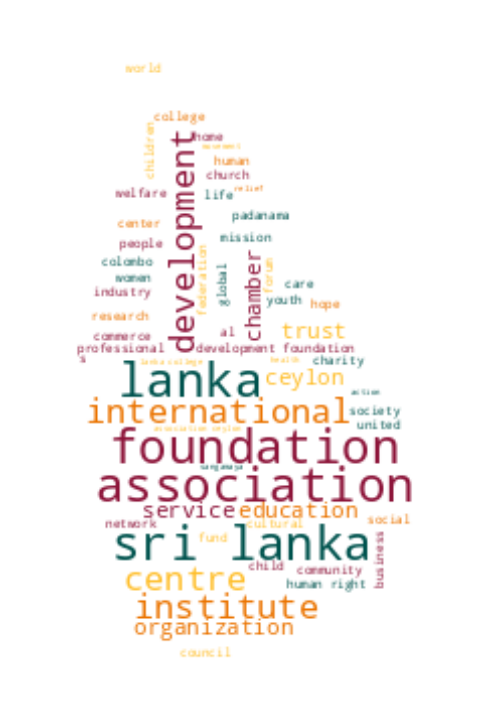 world
college
children
home
movement
human
church
relief
welfare
life
development
padanama
center
mission
people
federation
chamber
colombo
global
forum
women
care
industry
youth
hope
research
al
trust
commerce
professional
development foundation
s
lanka college
health
charity
lanka
ceylon
action
international
society
association ceylon
united
foundation
sangamaya
association
service
education
network
cultural
social
sri lanka
fund
business
child
community
centre
human right
institute
organization
council